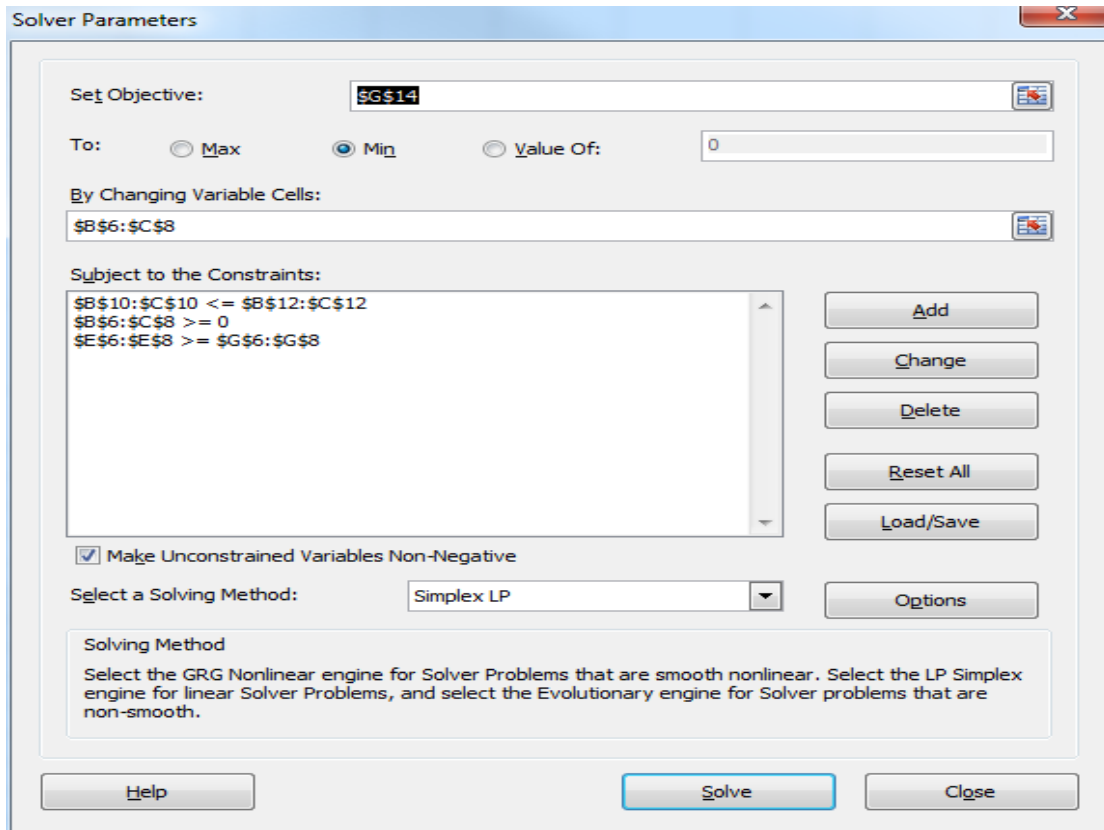 Solver Parameters
x
Set Objective:
$G$14
To:
Max
Min
Value Of:
0
By Changing Variable Cells:
$B$6:$C$8
Subject to the Constraints:
$B$10:$C$10 <= $B$12:$C$12
$B$6:$C$8 >= 0
$E$6:$E$8 >= $G$6:$G$8
Add
Change
Delete
Reset All
Load/Save
Make Unconstrained Variables Non-Negative
Select a Solving Method:
Simplex LP
Options
Solving Method
Select the GRG Nonlinear engine for Solver Problems that are smooth nonlinear. Select the LP Simplex
engine for linear Solver Problems, and select the Evolutionary engine for Solver problems that are
non-smooth.
Help
Solve
Close